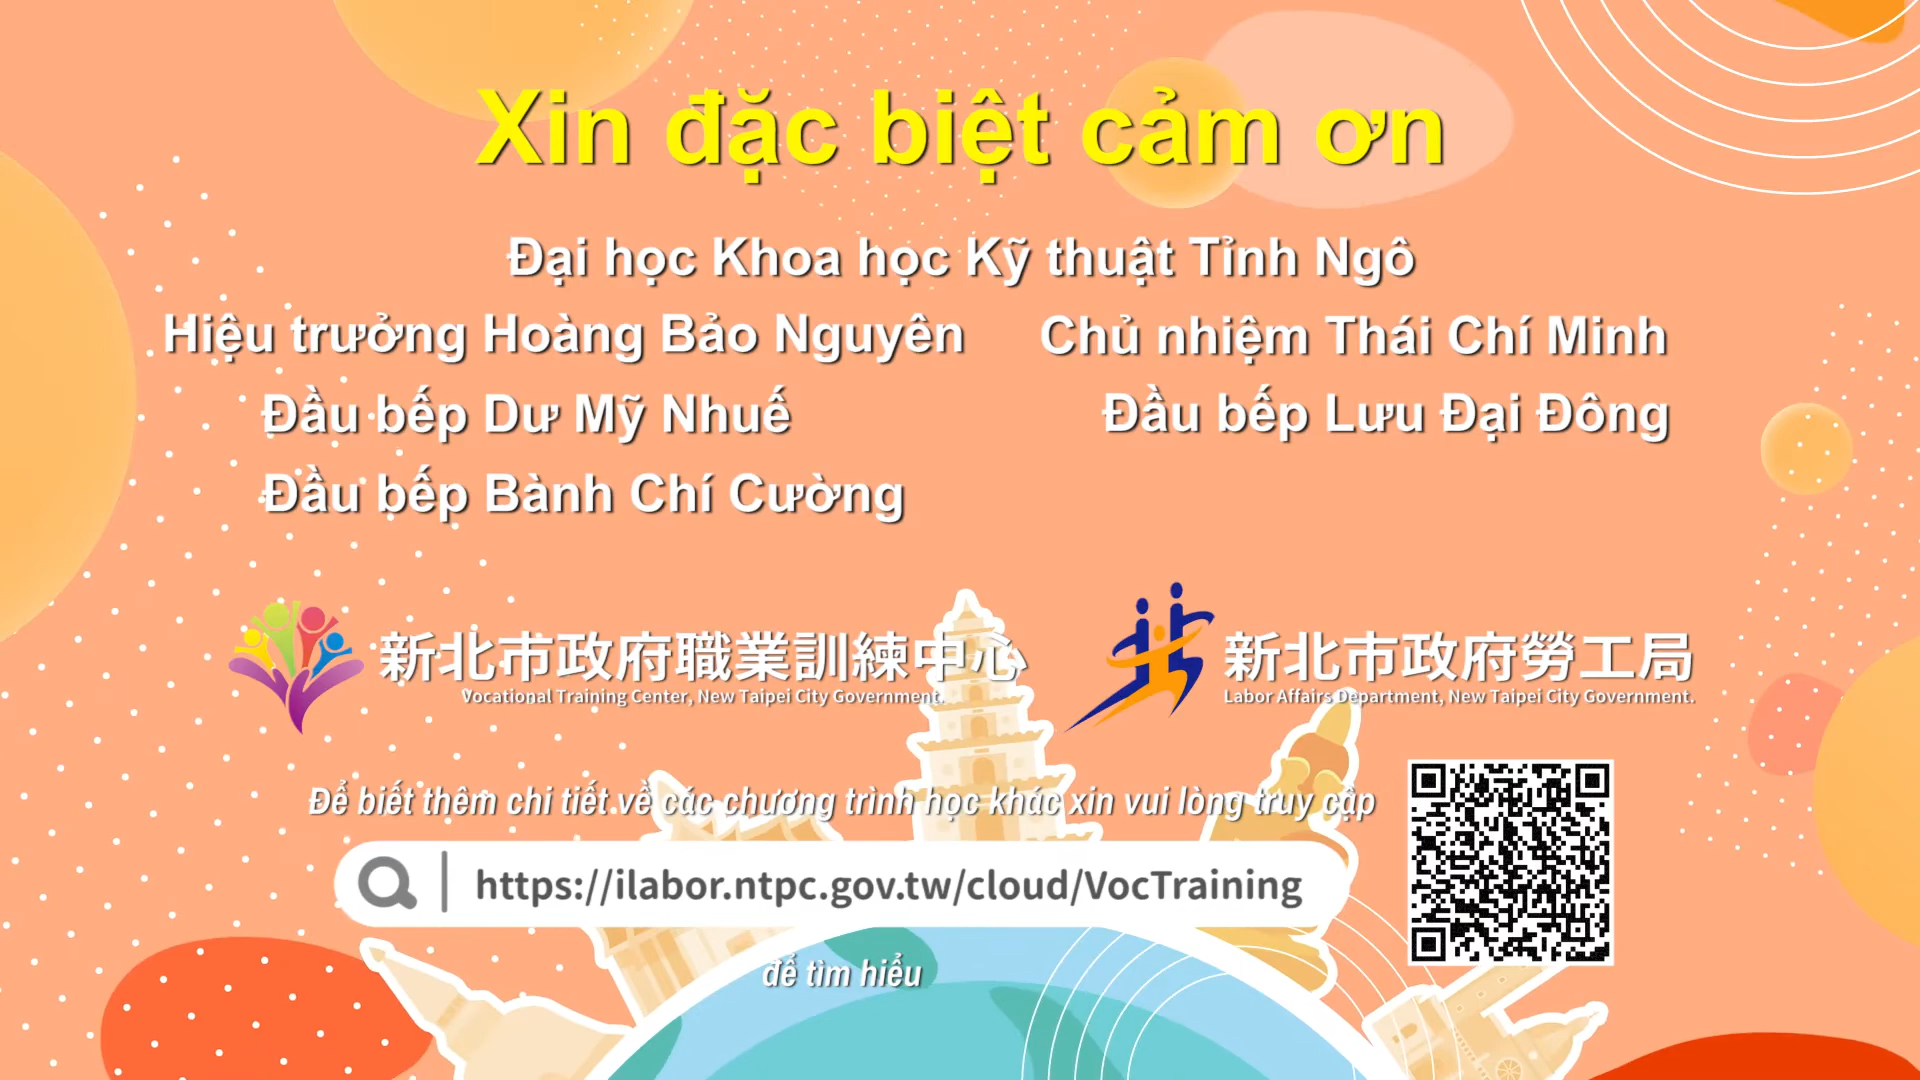 Xin đặc biệt cảm ơn
Đại học Khoa học Kỹ thuật Tỉnh Ngô
Hiệu trưởng Hoàng Bảo Nguyên
Chủ nhiệm Thái Chí Minh
Đầu bếp Dư Mỹ Nhuế
Đầu bếp Lưu Đại Đông
Đầu bếp Bành Chí Cường
新北市政府職業訓練中心
Vocational Training Center, New Taipei City Government.
新北市政府勞工局
Labor Affairs Department, New Taipei City Government.
Để biết thêm chi tiết về các chương trình học khác xin vui lòng truy cập
https://ilabor.ntpc.gov.tw/cloud/VocTraining
để tìm hiểu